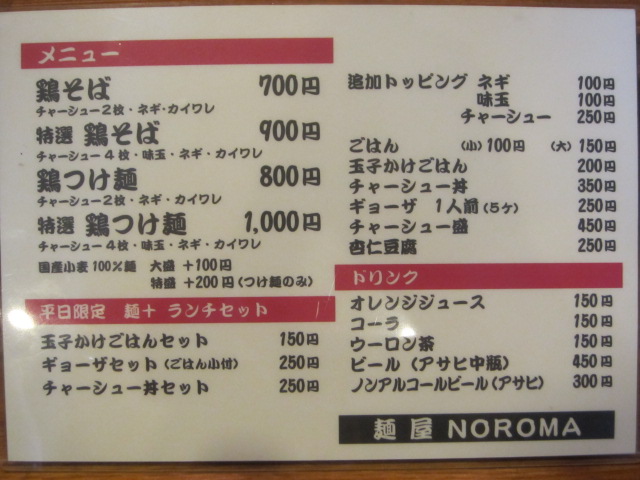 メニュー
鶏そば 700円
チャーシュー2枚・ネギ・カイワレ
特選 鶏そば 900円
チャーシュー4枚・味玉・ネギ・カイワレ
鶏つけ麺 800円
チャーシュー2枚・ネギ・カイワレ
特選 鶏つけ麺 1,000円
チャーシュー4枚・味玉・ネギ・カイワレ
国産小麦100%麺 大盛 +100円
特盛 +200円(つけ麺のみ)
平日限定 麺+ ランチセット
玉子かけごはんセット 150円
ギョーザセット(ごはん小付) 250円
チャーシュー丼セット 250円
追加トッピング ネギ 100円
味玉 100円
チャーシュー 250円
ごはん (小)100円 (大)150円
玉子かけごはん 200円
チャーシュー丼 350円
ギョーザ 1人前(5ヶ) 250円
チャーシュー盛 450円
杏仁豆腐 250円
ドリンク
オレンジジュース 150円
コーラ 150円
ウーロン茶 150円
ビール(アサヒ中瓶) 450円
ノンアルコールビール(アサヒ) 300円
麺屋 NOROMA